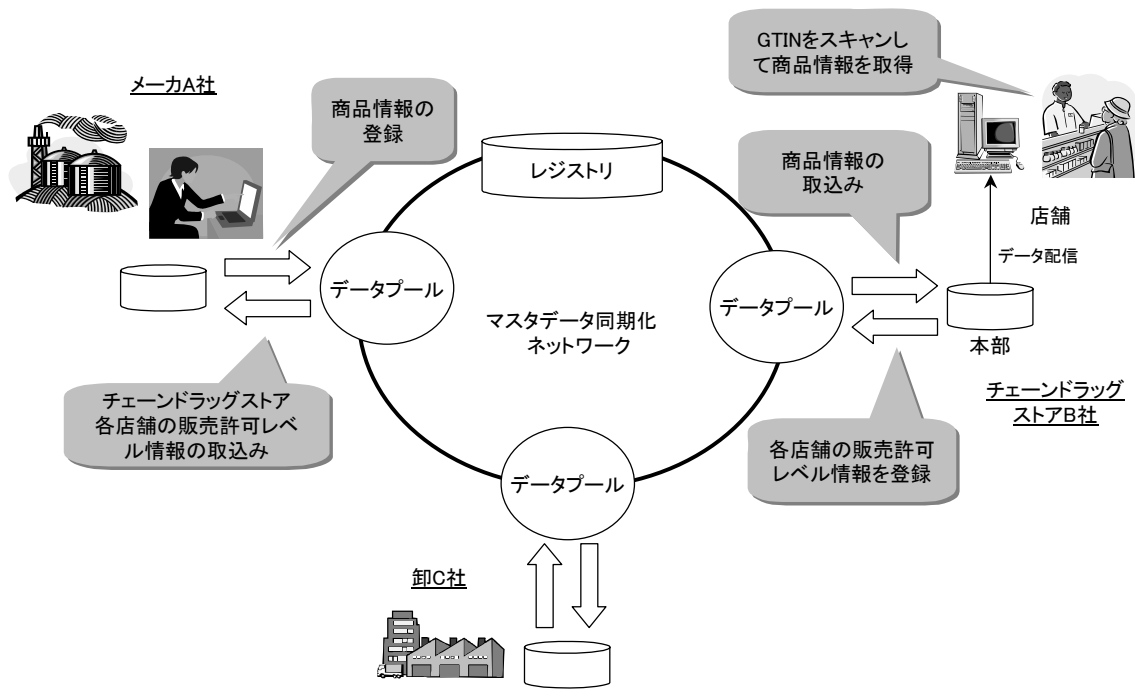 GTINをスキャンし
て商品情報を取得
メーカA社
商品情報の
登録
レジストリ
商品情報の
取込み
店舗
データ配信
データプール
データプール
マスタデータ同期化
ネットワーク
本部
チェーンドラッグストア
各店舗の販売許可レベ
ル情報の取込み
チェーンドラッグ
ストアB社
各店舗の販売許可
レベル情報を登録
データプール
卸C社